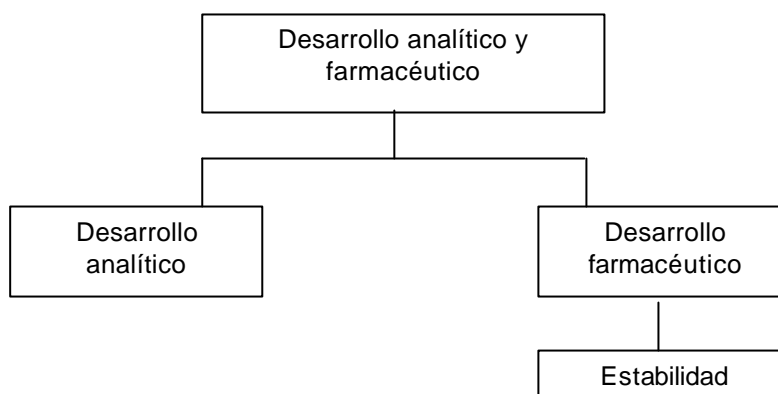 Desarrollo analítico y
farmacéutico
Desarrollo
analítico
Desarrollo
farmacéutico
Estabilidad